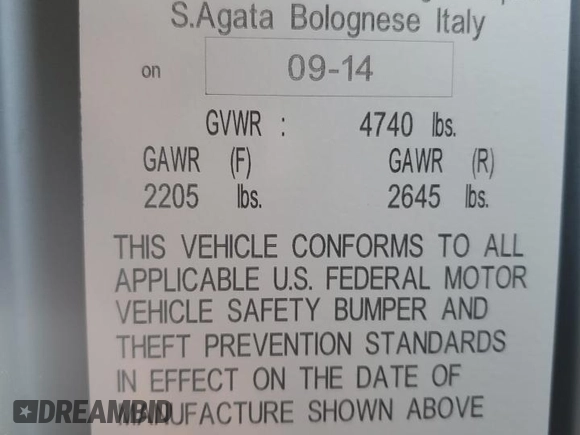 S.Agata Bolognese Italy
on 09-14
GVWR : 4740 lbs.
GAWR (F) GAWR (R)
2205 lbs. 2645 lbs.
THIS VEHICLE CONFORMS TO ALL
APPLICABLE U.S. FEDERAL MOTOR
VEHICLE SAFETY BUMPER AND
THEFT PREVENTION STANDARDS
IN EFFECT ON THE DATE OF
MANUFACTURE SHOWN ABOVE
DREAMBID